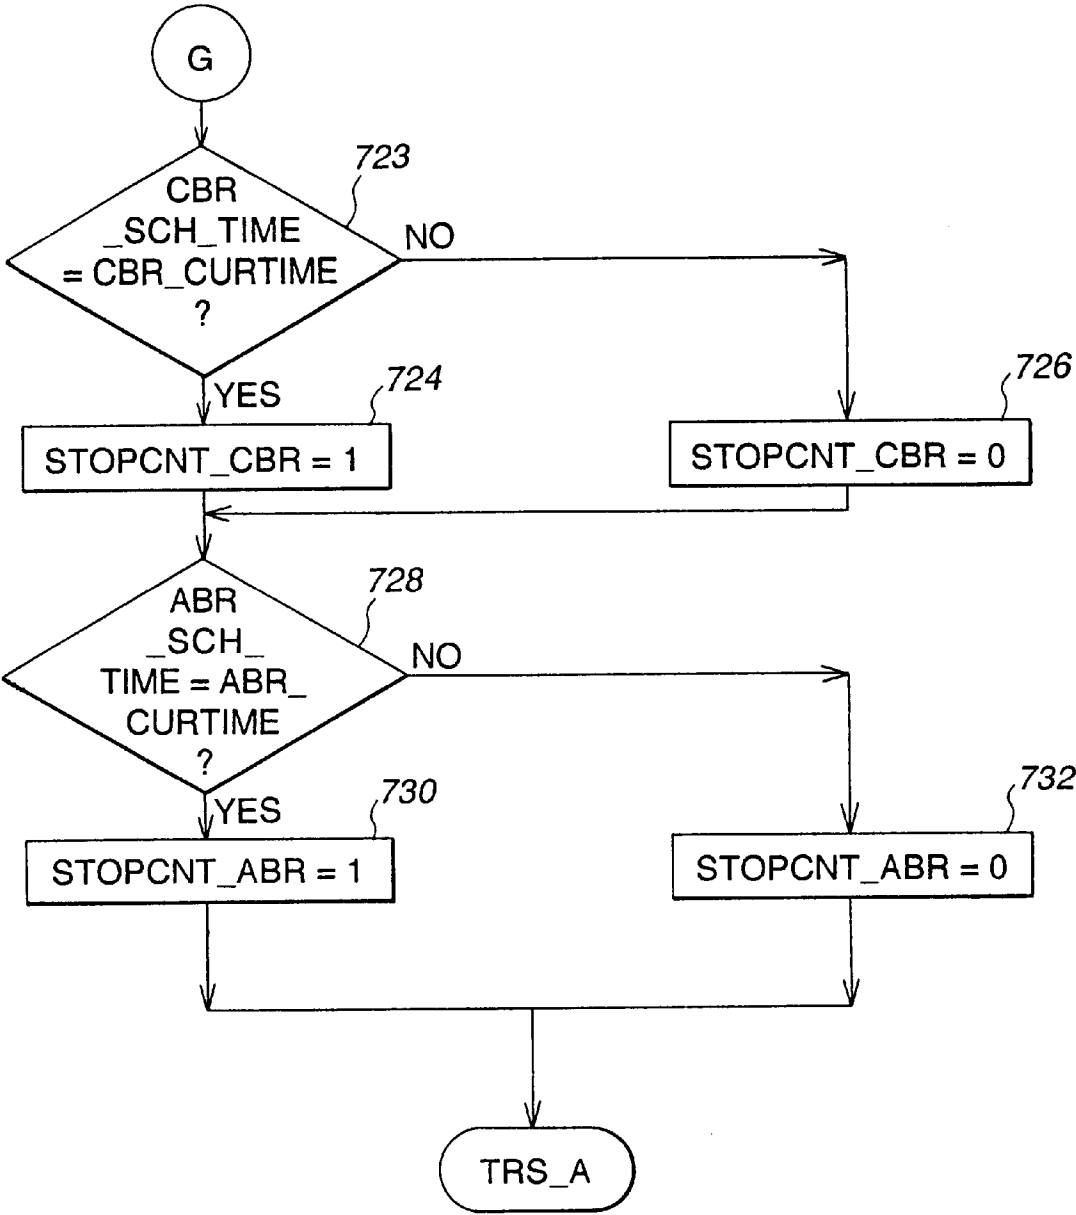 G
723
CBR
_SCH_TIME
= CBR_CURTIME
?
NO
YES
724
STOPCNT_CBR = 1
726
STOPCNT_CBR = 0
728
ABR
_SCH_
TIME = ABR_
CURTIME
?
NO
YES
730
STOPCNT_ABR = 1
732
STOPCNT_ABR = 0
TRS_A